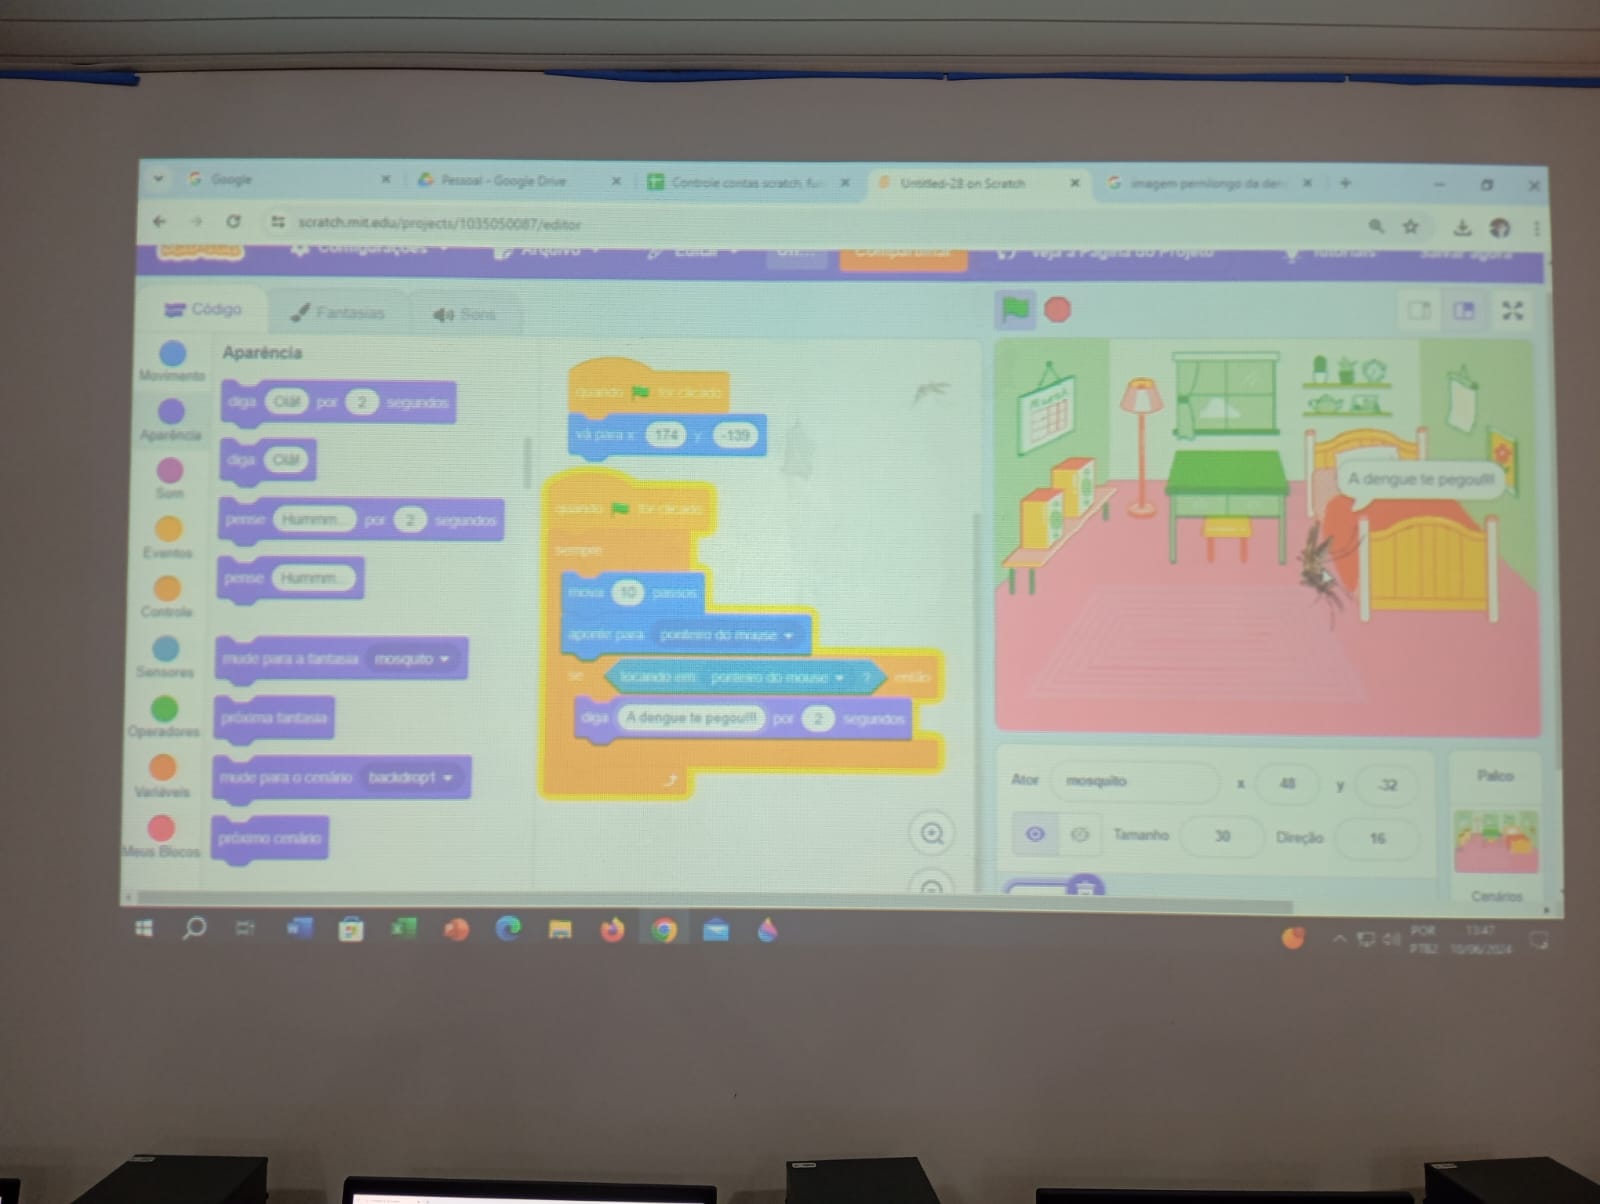 Google
Pessoal - Google Drive
Controle contas scratch, fu
Untitled-28 on Scratch
imagem pernilongo da den
scratch.mit.edu/projects/1035050087/editor
Configurações
Arquivo
Editar
Compartilhar
Veja a Página do Projeto
Tutoriais
Salvar agora
Código
Fantasias
Sons
Movimento
Aparência
Som
Eventos
Controle
Sensores
Operadores
Variáveis
Meus Blocos
Aparência
diga Olá! por 2 segundos
diga Olá!
pense Hummm... por 2 segundos
pense Hummm...
mude para a fantasia mosquito
próxima fantasia
mude para o cenário backdrop1
próximo cenário
quando for clicado
vá para x: 174 y: -139
quando for clicado
sempre
mova 10 passos
aponte para ponteiro do mouse
se tocando em ponteiro do mouse ? então
diga A dengue te pegou!!! por 2 segundos
A dengue te pegou!!!
Ator mosquito x 48 y -32
Tamanho 30 Direção 16
Palco
Cenários
POR
PTB2
13:47
10/06/2024